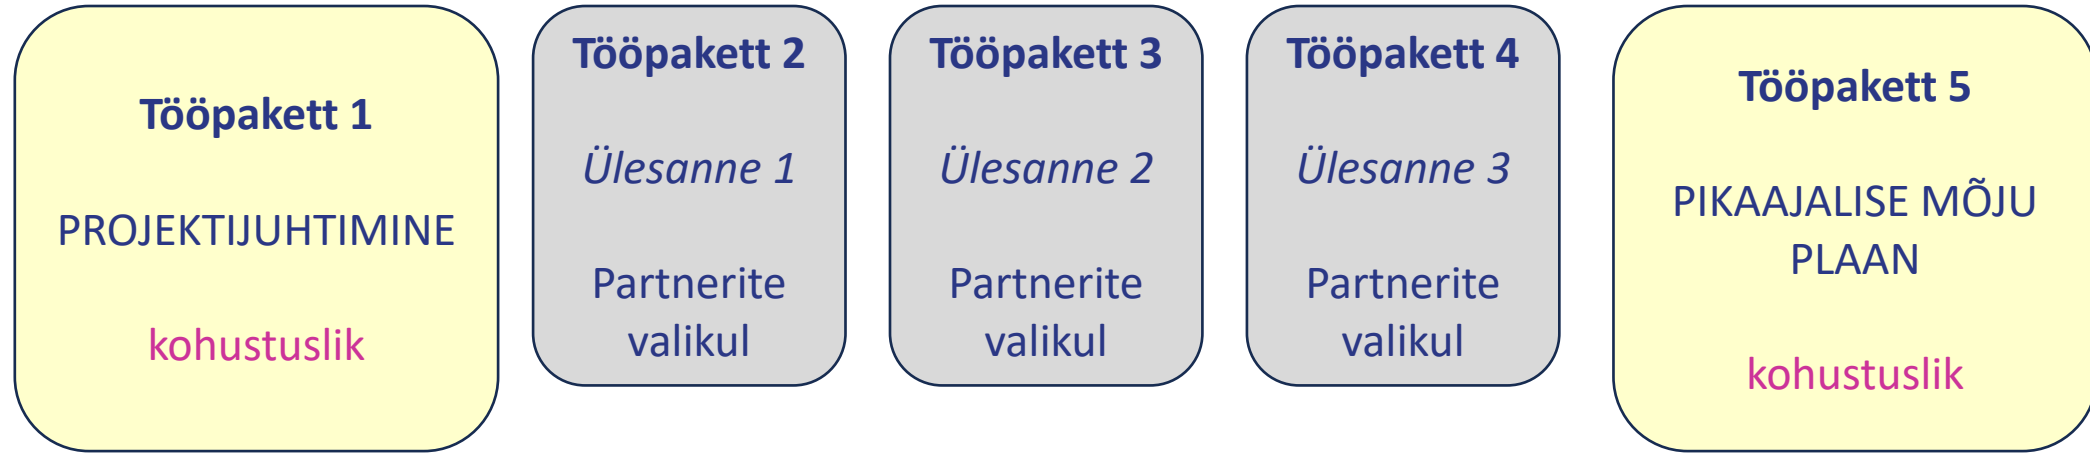 Tööpakett 1
PROJEKTIJUHTIMINE
kohustuslik
Tööpakett 2
Ülesanne 1
Partnerite
valikul
Tööpakett 3
Ülesanne 2
Partnerite
valikul
Tööpakett 4
Ülesanne 3
Partnerite
valikul
Tööpakett 5
PIKAAJALISE MÕJU
PLAAN
kohustuslik